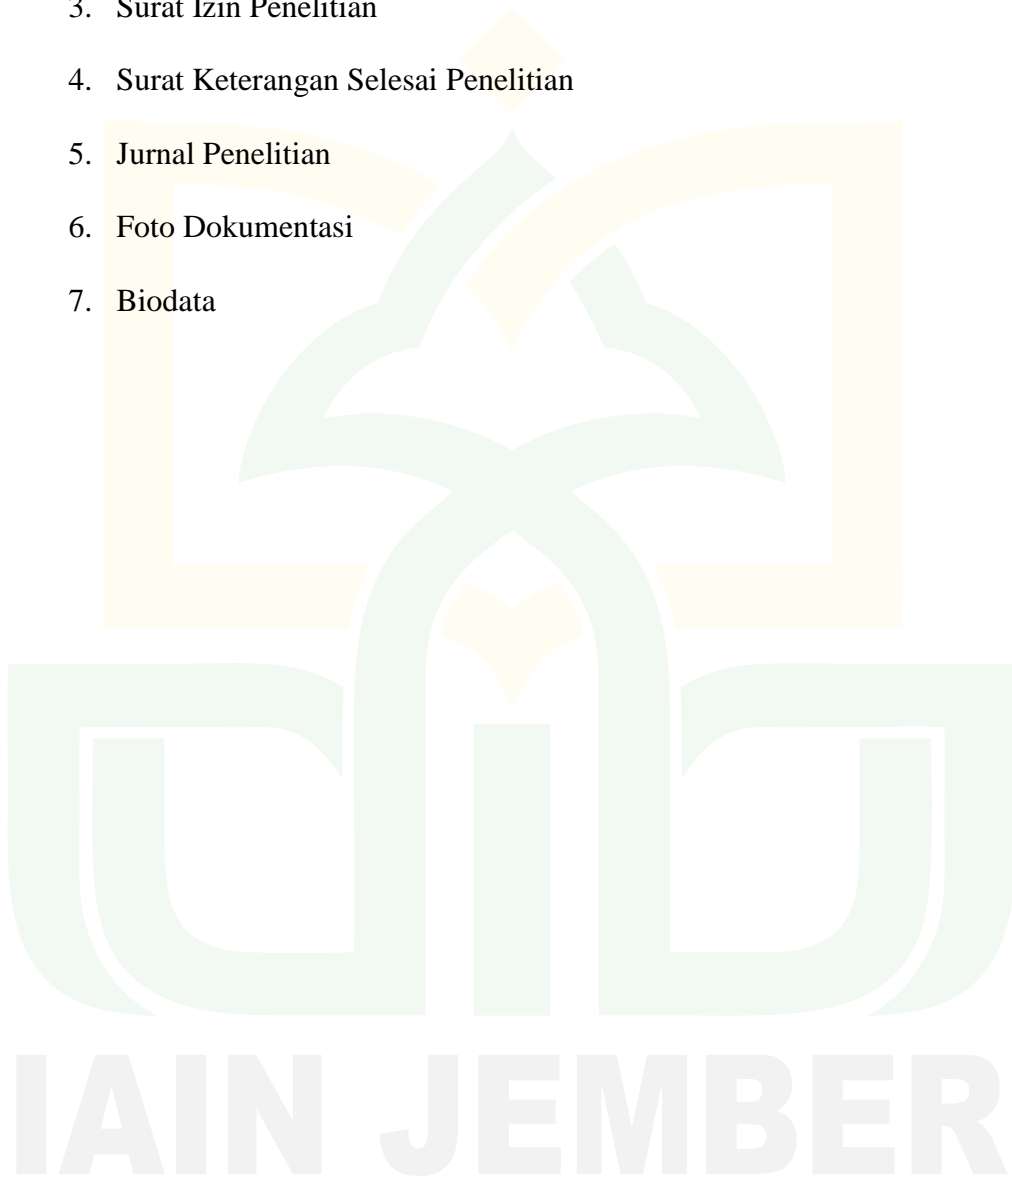 3. Surat Izin Penelitian
4. Surat Keterangan Selesai Penelitian
5. Jurnal Penelitian
6. Foto Dokumentasi
7. Biodata
IAIN JEMBER